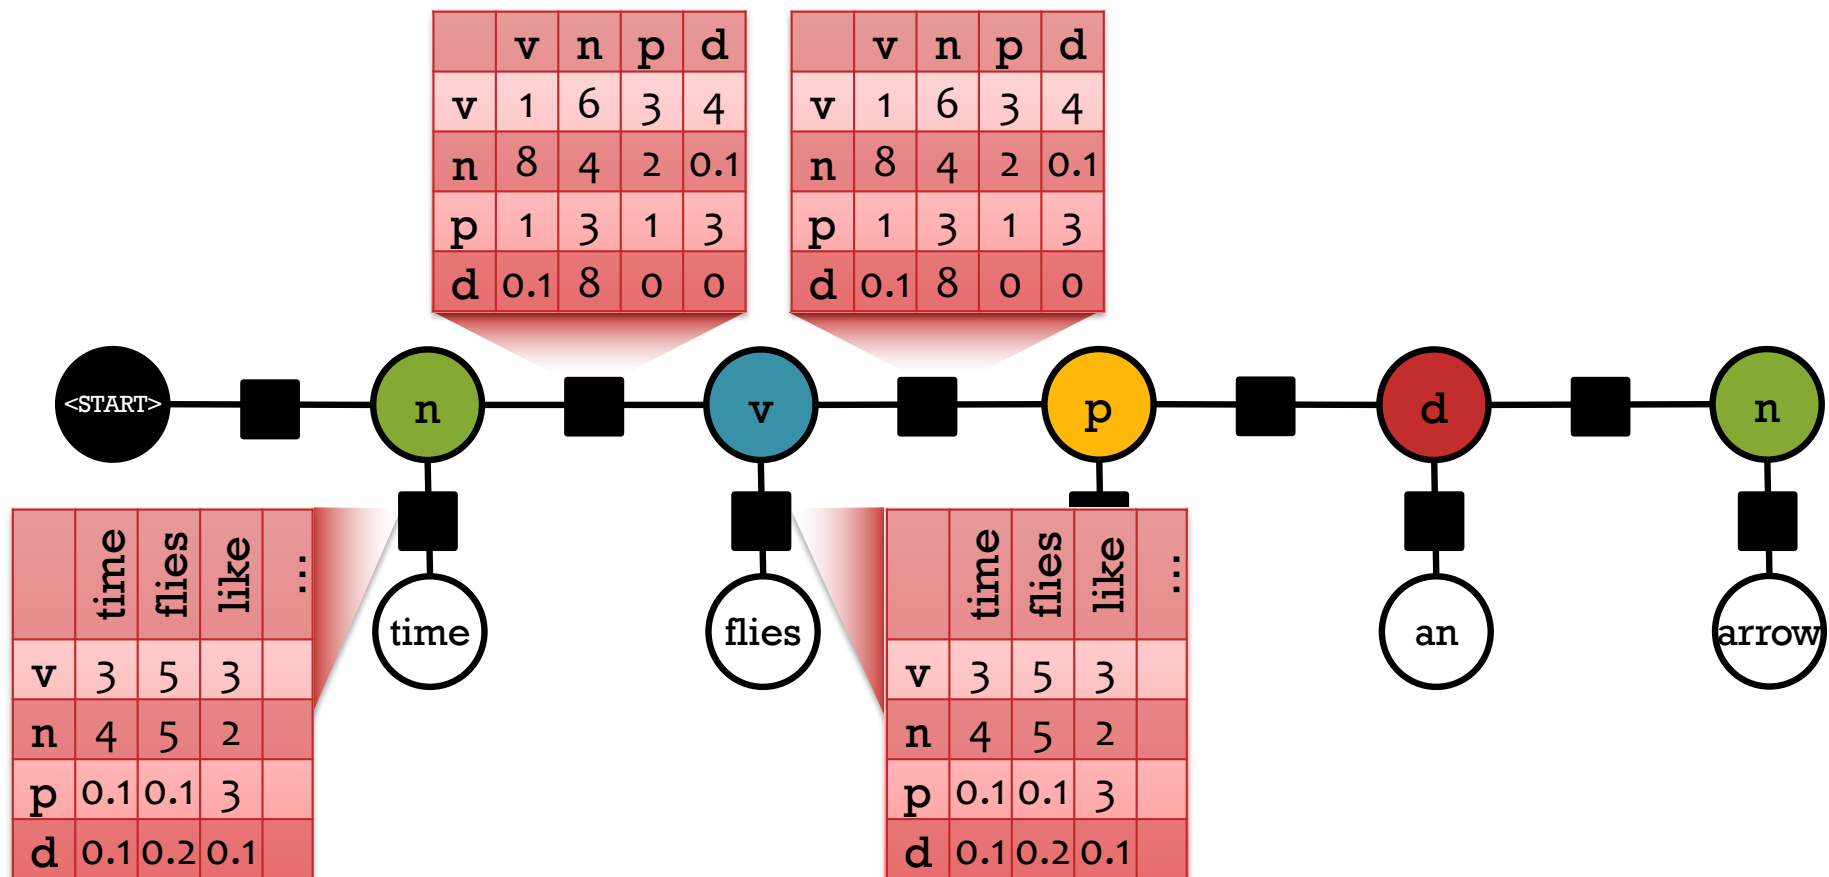 v n p d
v 1 6 3 4
n 8 4 2 0.1
p 1 3 1 3
d 0.1 8 0 0
v n p d
v 1 6 3 4
n 8 4 2 0.1
p 1 3 1 3
d 0.1 8 0 0
<START> n v p d n
time flies like ...
v 3 5 3
n 4 5 2
p 0.1 0.1 3
d 0.1 0.2 0.1
time flies
time flies like ...
v 3 5 3
n 4 5 2
p 0.1 0.1 3
d 0.1 0.2 0.1
an arrow